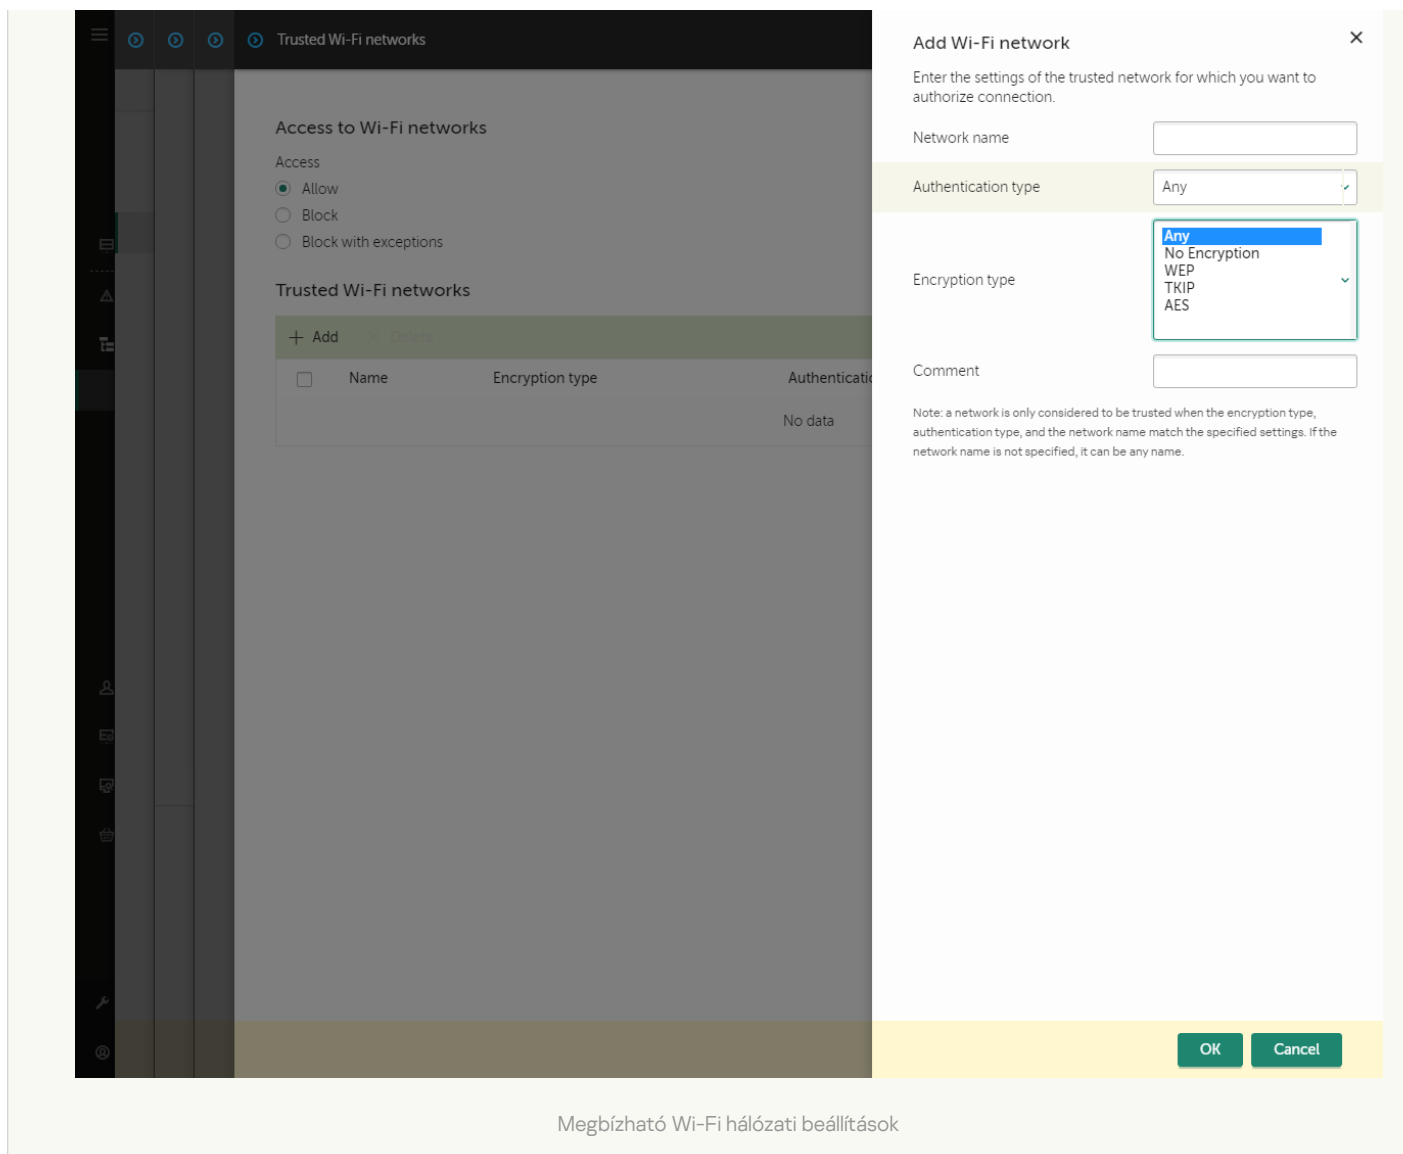 Trusted Wi-Fi networks
Access to Wi-Fi networks
Access
Allow
Block
Block with exceptions
Trusted Wi-Fi networks
Add
Delete
Name Encryption type Authenticatio
No data
Add Wi-Fi network
Enter the settings of the trusted network for which you want to
authorize connection.
Network name
Authentication type Any
Encryption type
Any
No Encryption
WEP
TKIP
AES
Comment
Note: a network is only considered to be trusted when the encryption type,
authentication type, and the network name match the specified settings. If the
network name is not specified, it can be any name.
OK Cancel
Megbízható Wi-Fi hálózati beállítások